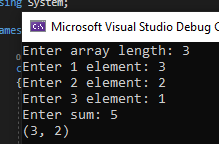 sing System;
Microsoft Visual Studio Debug C
ames
Enter array length: 3
Enter 1 element: 3
Enter 2 element: 2
Enter 3 element: 1
Enter sum: 5
(3, 2)